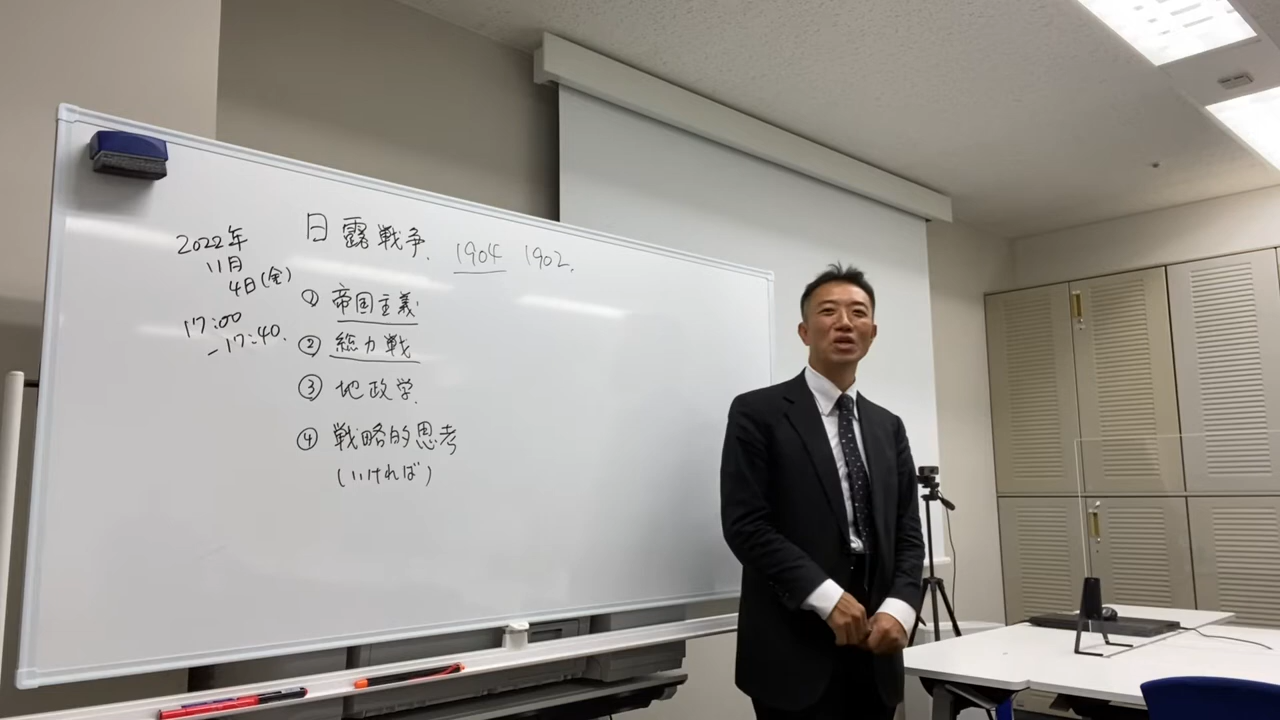 2022年
11月
4日(金)
17:00
-17:40.
日露戦争. 1904 1902.
① 帝国主義
② 総力戦
③ 地政学.
④ 戦略的思考
(いければ)